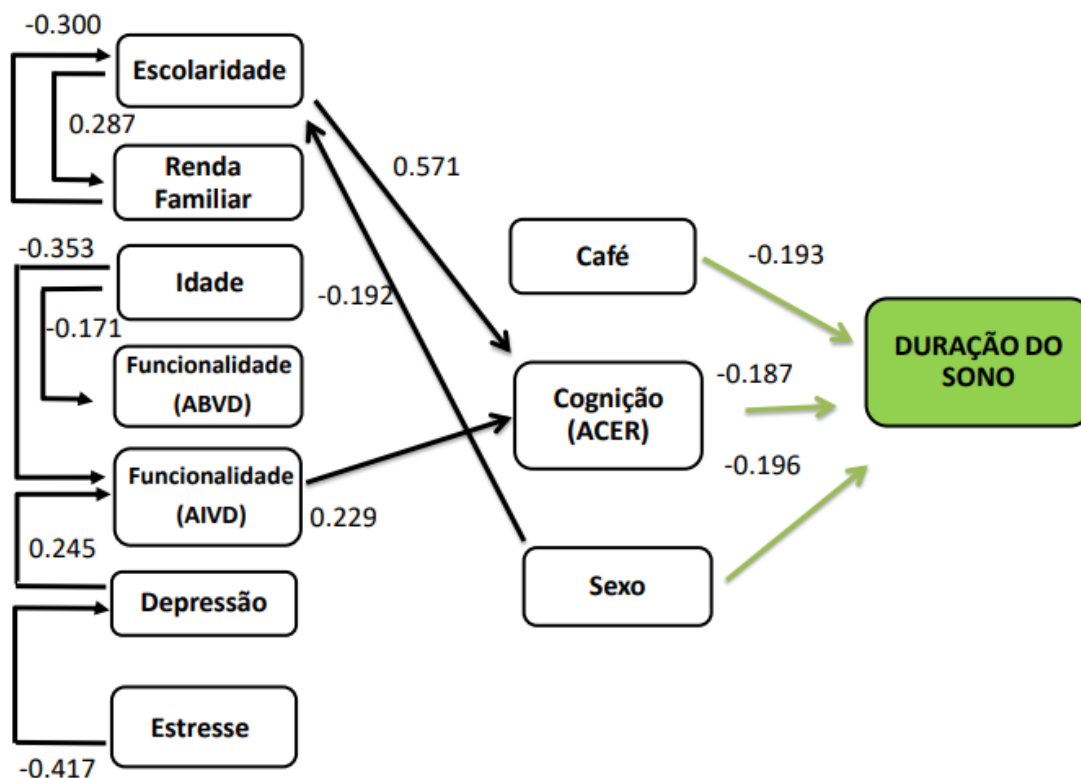 -0.300
Escolaridade
0.287
Renda
Familiar
0.571
-0.353
Idade
-0.171
-0.192
Café
-0.193
Funcionalidade
(ABVD)
DURAÇÃO DO
SONO
-0.187
Cognição
(ACER)
-0.196
Funcionalidade
(AIVD)
0.229
0.245
Depressão
Sexo
Estresse
-0.417